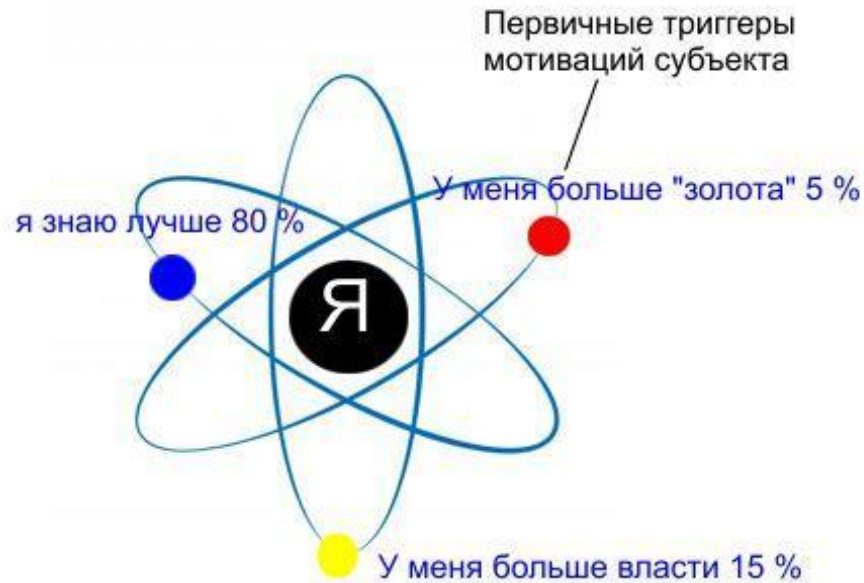 Первичные триггеры
мотиваций субъекта
У меня больше "золота" 5 %
я знаю лучше 80 %
Я
У меня больше власти 15 %